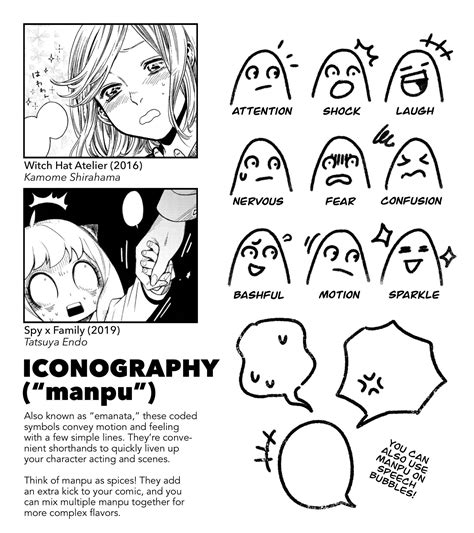 はわわ
Witch Hat Atelier (2016)
Kamome Shirahama
Spy x Family (2019)
Tatsuya Endo
ICONOGRAPHY
("manpu")
Also known as “emanata,” these coded
symbols convey motion and feeling
with a few simple lines. They're conve-
nient shorthands to quickly liven up
your character acting and scenes.
Think of manpu as spices! They add
an extra kick to your comic, and you
can mix multiple manpu together for
more complex flavors.
ATTENTION
SHOCK
LAUGH
NERVOUS
FEAR
CONFUSION
BASHFUL
MOTION
SPARKLE
YOU CAN
ALSO USE
MANPU ON
SPEECH
BUBBLES!